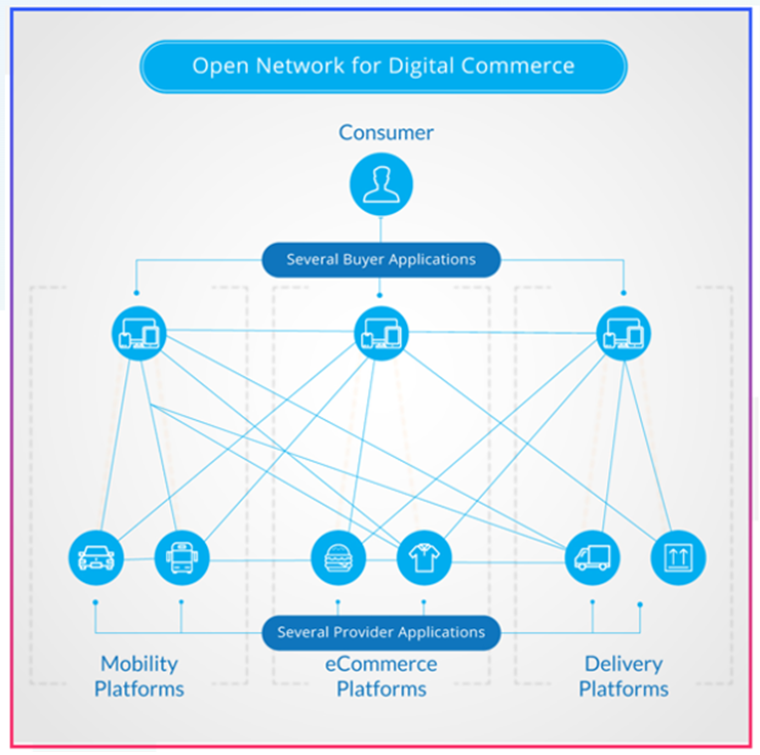 Open Network for Digital Commerce
Consumer
Several Buyer Applications
Several Provider Applications
Mobility
Platforms
eCommerce
Platforms
Delivery
Platforms